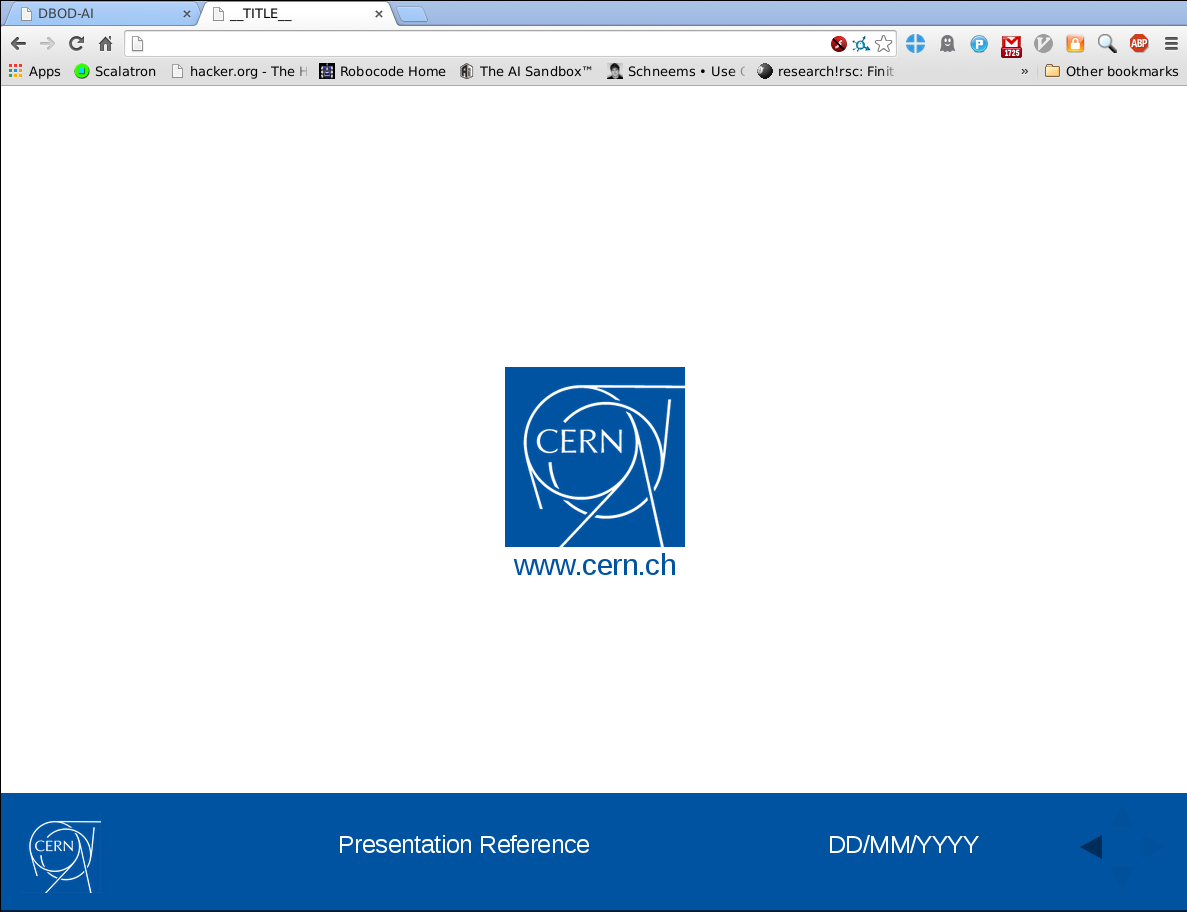 DBOD-AI
__TITLE__
1725
ABP
Apps
Scalatron
hacker.org - The H
Robocode Home
The AI Sandbox™
Schneems • Use
research!rsc: Finit
»
Other bookmarks
CERN
www.cern.ch
CERN
Presentation Reference
DD/MM/YYYY